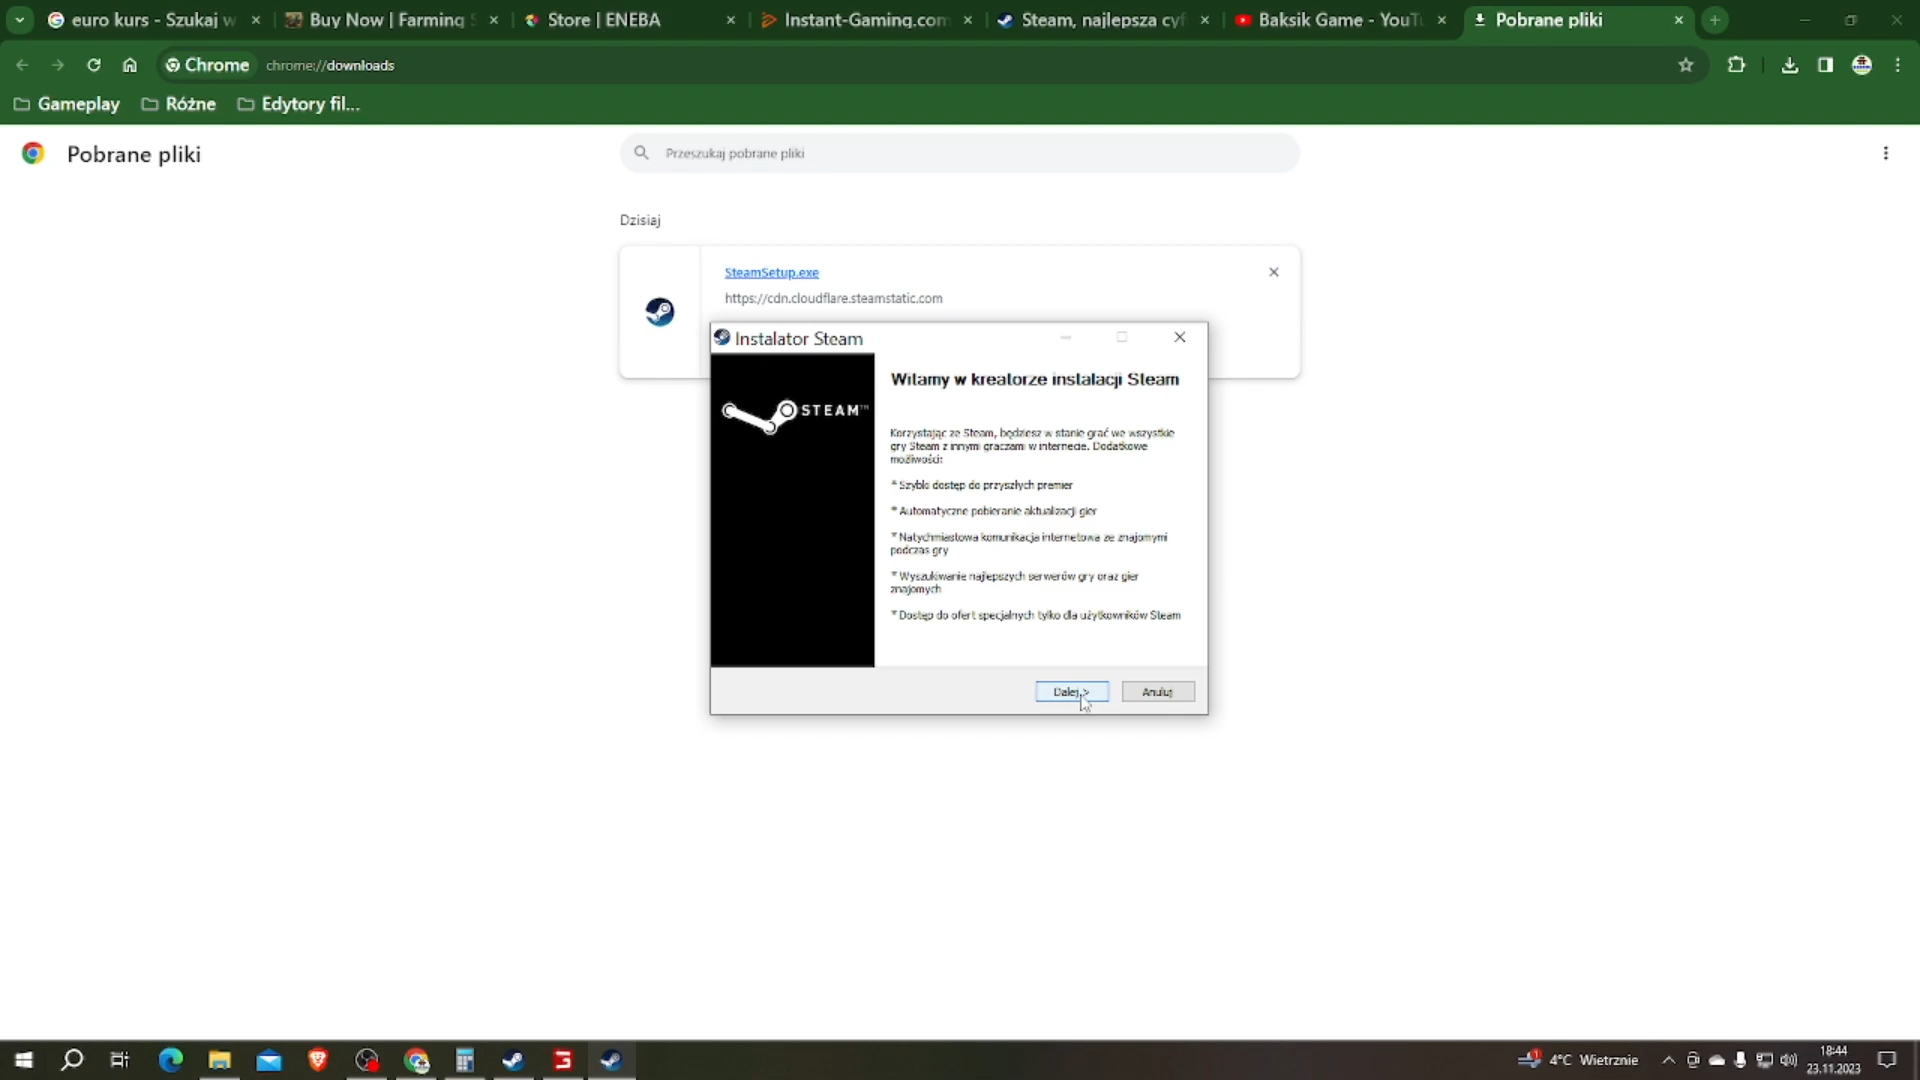 euro kurs - Szukaj w
Buy Now | Farming S
Store | ENEBA
Instant-Gaming.com
Steam, najlepsza cyf
Baksik Game - YouTu
Pobrane pliki
Chrome
chrome://downloads
Gameplay
Różne
Edytory fil...
Pobrane pliki
Przeszukaj pobrane pliki
Dzisiaj
SteamSetup.exe
https://cdn.cloudflare.steamstatic.com
Instalator Steam
Witamy w kreatorze instalacji Steam
STEAM™
Korzystając ze Steam, będziesz w stanie grać we wszystkie
gry Steam z innymi graczami w internecie. Dodatkowe
możliwości:
* Szybki dostęp do przyszłych premier
* Automatyczne pobieranie aktualizacji gier
* Natychmiastowa komunikacja internetowa ze znajomymi
podczas gry
* Wyszukiwanie najlepszych serwerów gry oraz gier
znajomych
* Dostęp do ofert specjalnych tylko dla użytkowników Steam
Dalej >
Anuluj
4°C Wietrznie
18:44
23.11.2023